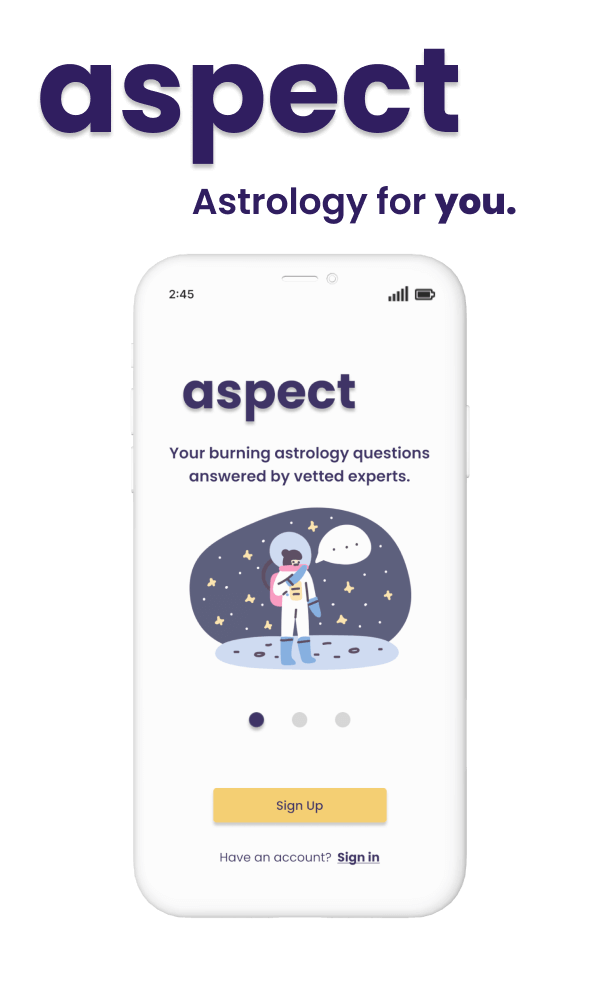 aspect
Astrology for you.
2:45
aspect
Your burning astrology questions
answered by vetted experts.
Sign Up
Have an account? Sign in